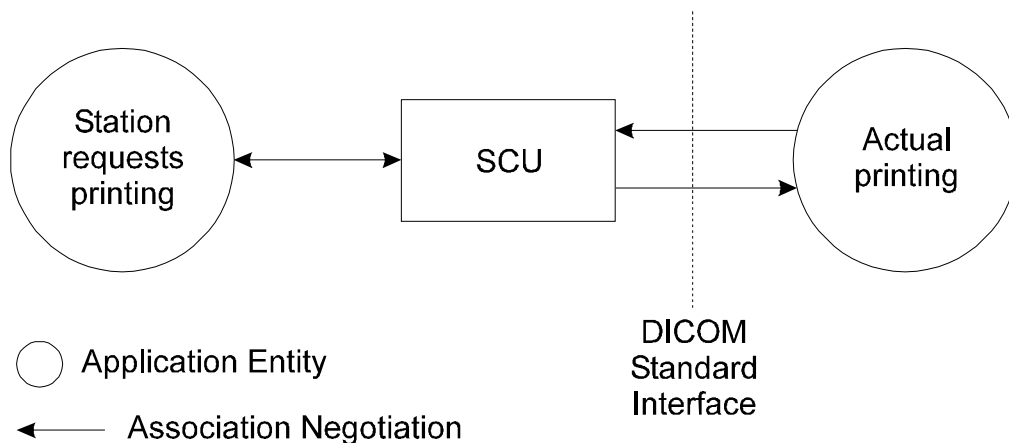 Station
requests
printing
SCU
Actual
printing
DICOM
Standard
Interface
Application Entity
Association Negotiation